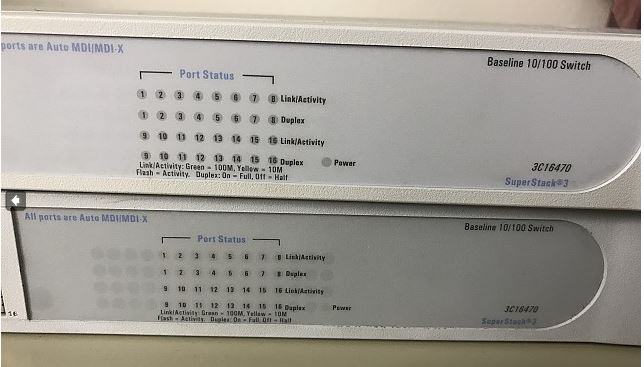 ports are Auto MDI/MDI-X
Baseline 10/100 Switch
Port Status
1 2 3 4 5 6 7 8 Link/Activity
1 2 3 4 5 6 7 8 Duplex
9 10 11 12 13 14 15 16 Link/Activity
9 10 11 12 13 14 15 16 Duplex Power
Link/Activity: Green = 100M, Yellow = 10M
Flash = Activity. Duplex: On = Full, Off = Half
3C16470
SuperStack®3
All ports are Auto MDI/MDI-X
Baseline 10/100 Switch
Port Status
1 2 3 4 5 6 7 8 Link/Activity
1 2 3 4 5 6 7 8 Duplex
9 10 11 12 13 14 15 16 Link/Activity
9 10 11 12 13 14 15 16 Duplex Power
Link/Activity: Green = 100M, Yellow = 10M
Flash = Activity. Duplex: On = Full, Off = Half
3C16470
SuperStack®3
16